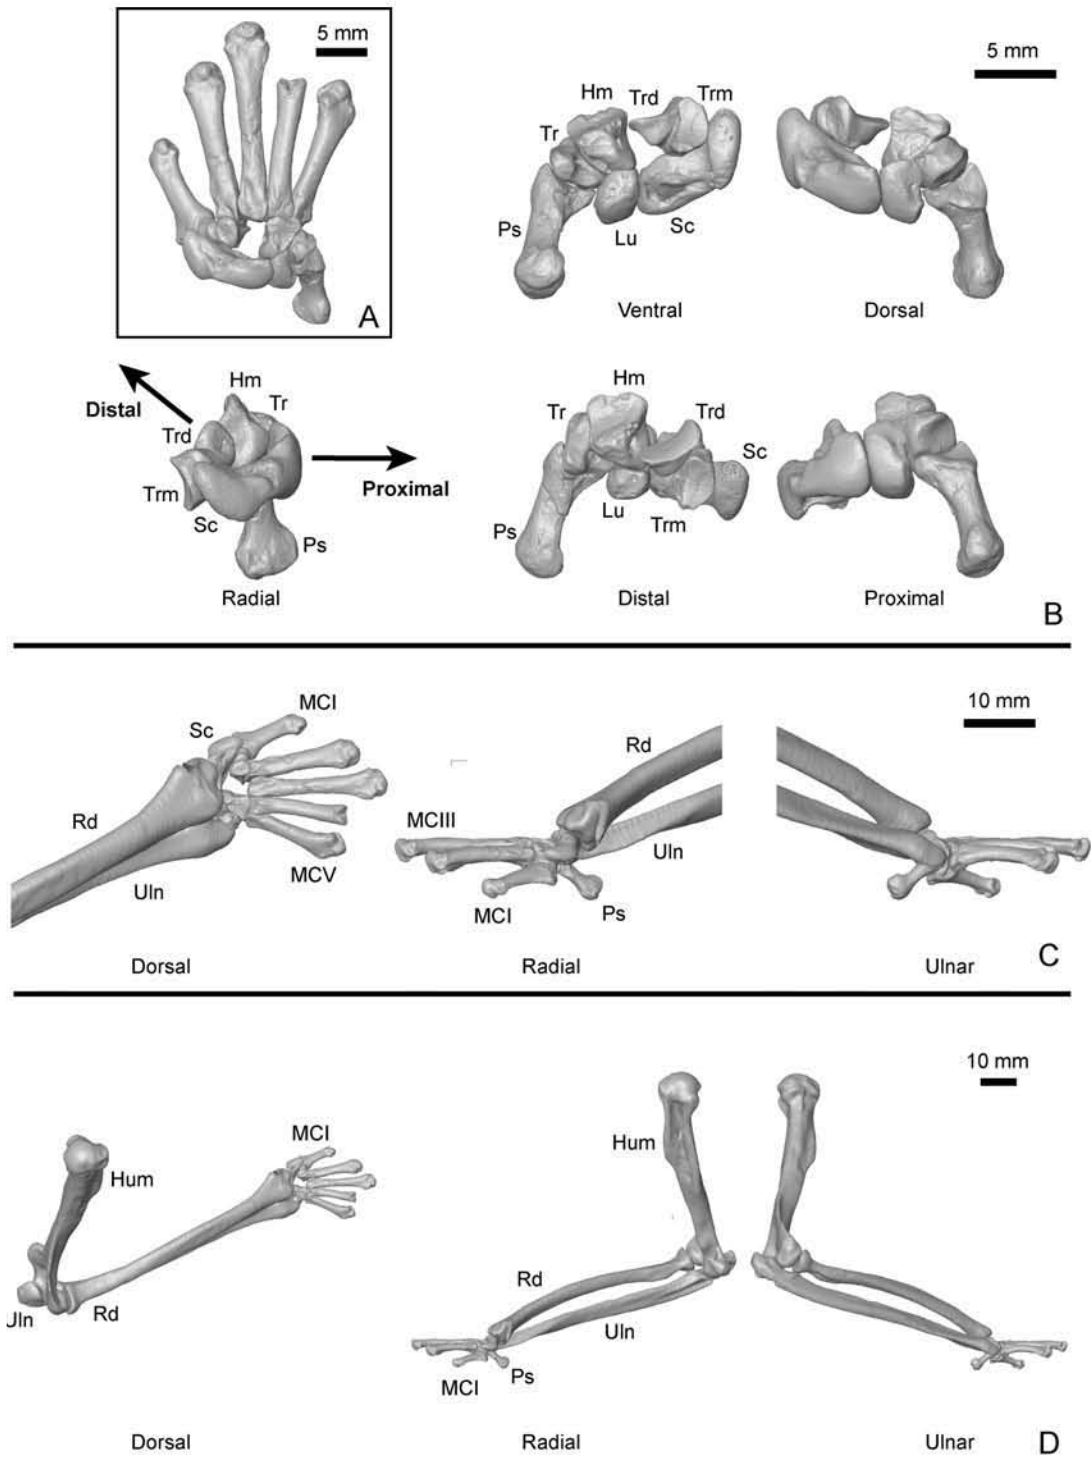 5 mm
A
5 mm
Hm
Trd
Trm
Tr
Ps
Lu
Sc
Ventral
Dorsal
Distal
Hm
Tr
Trd
Trm
Sc
Ps
Proximal
Radial
Hm
Tr
Trd
Sc
Ps
Lu
Trm
Distal
Proximal
B
MCI
Sc
Rd
Uln
MCV
Dorsal
Rd
MCIII
Uln
MCI
Ps
Radial
10 mm
Ulnar
C
MCI
Hum
Uln
Rd
Dorsal
Hum
Rd
Uln
MCI
Ps
Radial
10 mm
Ulnar
D